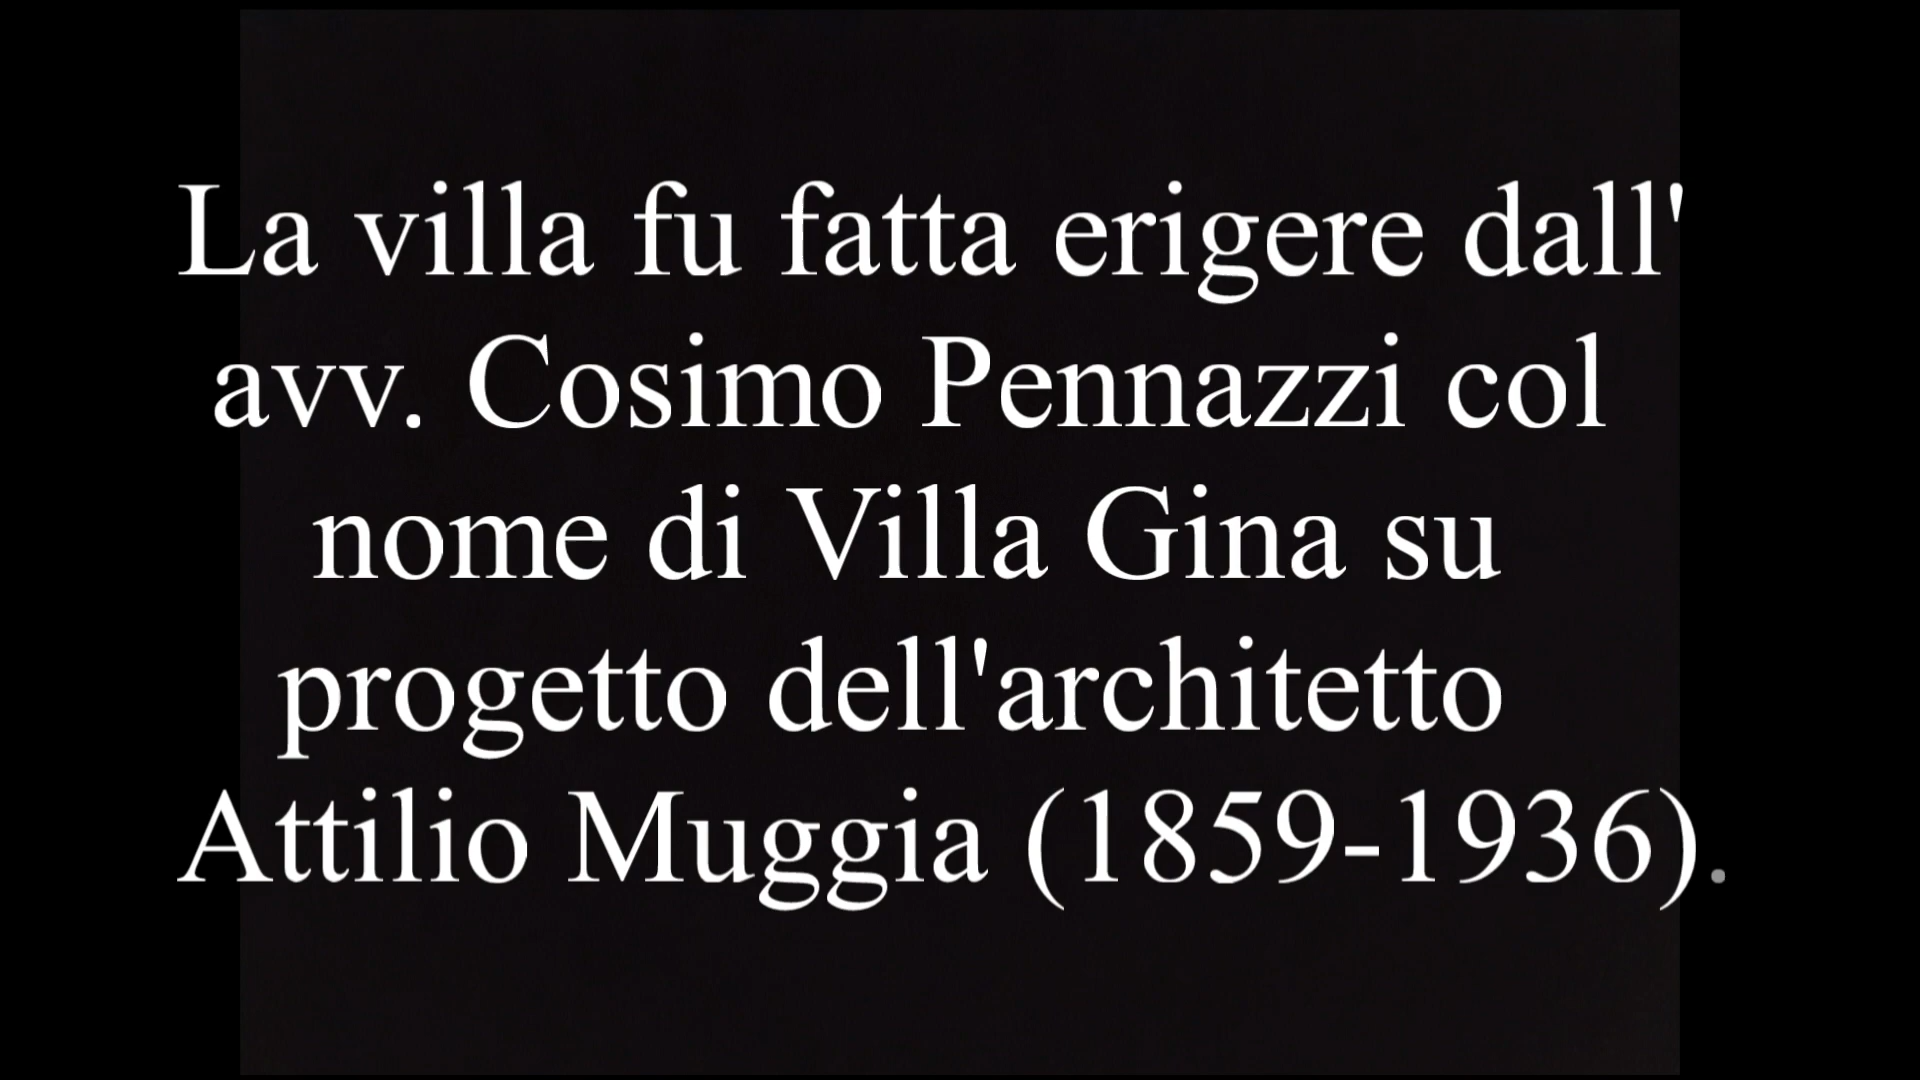 La villa fu fatta erigere dall'
avv. Cosimo Pennazzi col
nome di Villa Gina su
progetto dell'architetto
Attilio Muggia (1859-1936).